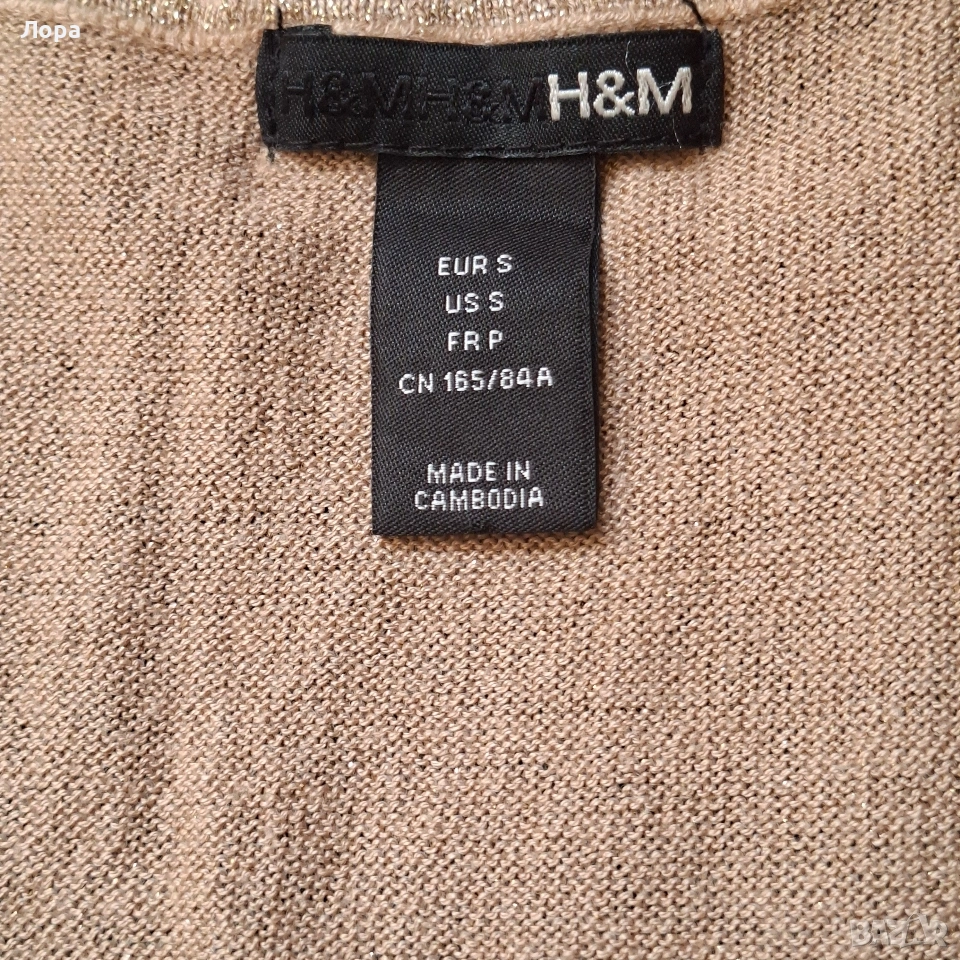 Лора
H&MH&MH&M
EUR S
US S
FR P
CN 165/84A
MADE IN
CAMBODIA